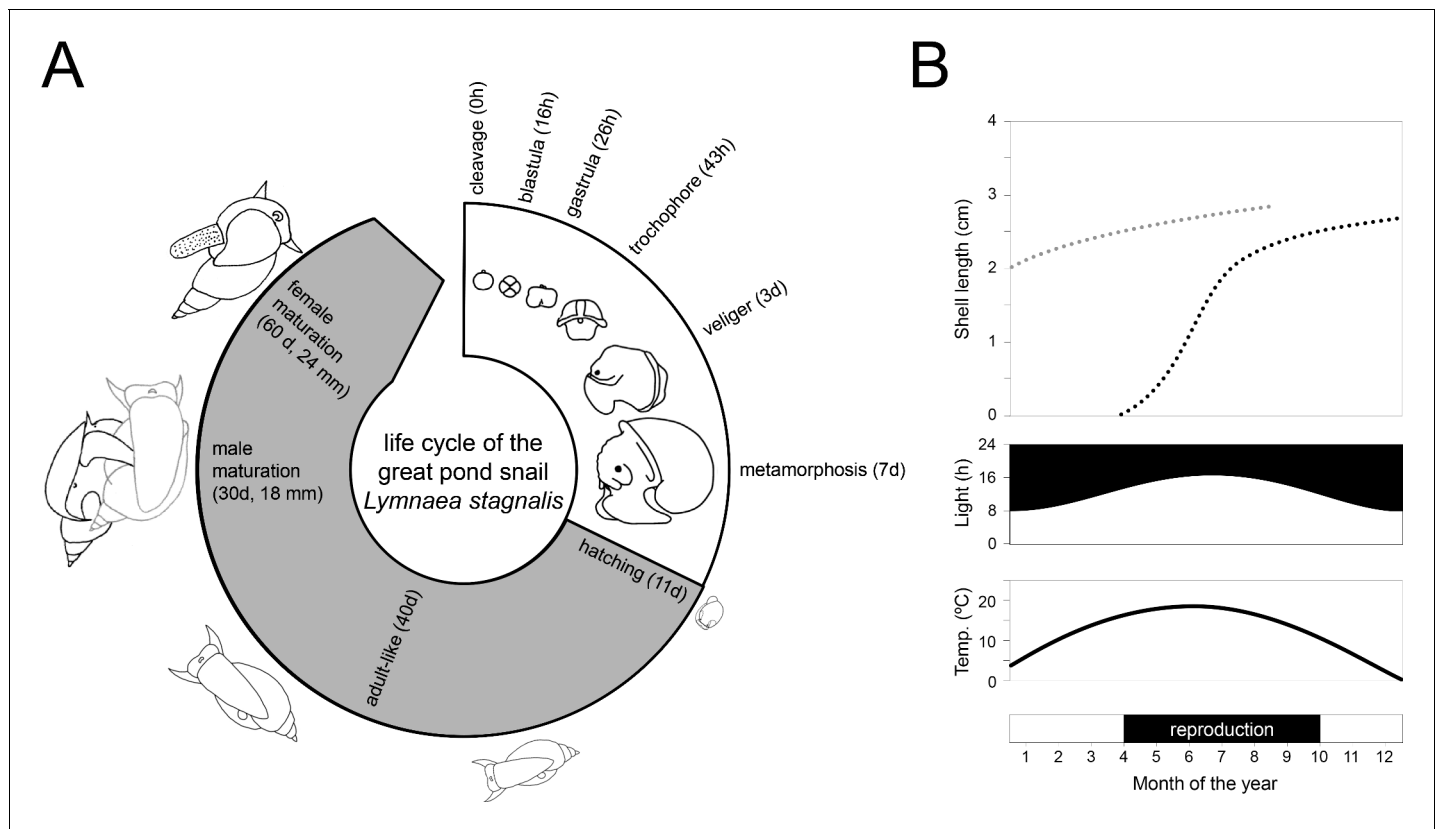 A
cleavage (0h)
blastula (16h)
gastrula (26h)
trochophore (43h)
veliger (3d)
metamorphosis (7d)
hatching (11d)
adult-like (40d)
male
maturation
(30d, 18 mm)
female
maturation
(60 d, 24 mm)
life cycle of the
great pond snail
Lymnaea stagnalis
B
Shell length (cm)
4
3
2
1
0
Light (h)
24
16
8
0
Temp. (ºC)
20
10
0
reproduction
1 2 3 4 5 6 7 8 9 10 11 12
Month of the year